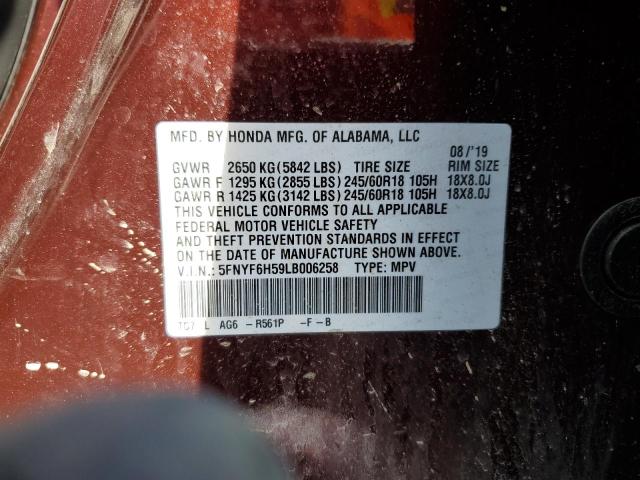 MFD. BY HONDA MFG. OF ALABAMA, LLC
08/'19
GVWR 2650 KG(5842 LBS) TIRE SIZE RIM SIZE
GAWR F 1295 KG(2855 LBS) 245/60R18 105H 18X8.0J
GAWR R 1425 KG(3142 LBS) 245/60R18 105H 18X8.0J
THIS VEHICLE CONFORMS TO ALL APPLICABLE
FEDERAL MOTOR VEHICLE SAFETY
AND THEFT PREVENTION STANDARDS IN EFFECT
ON THE DATE OF MANUFACTURE SHOWN ABOVE.
V.I.N.: 5FNYF6H59LB006258 TYPE: MPV
TG7 L AG6 -R561P -F-B